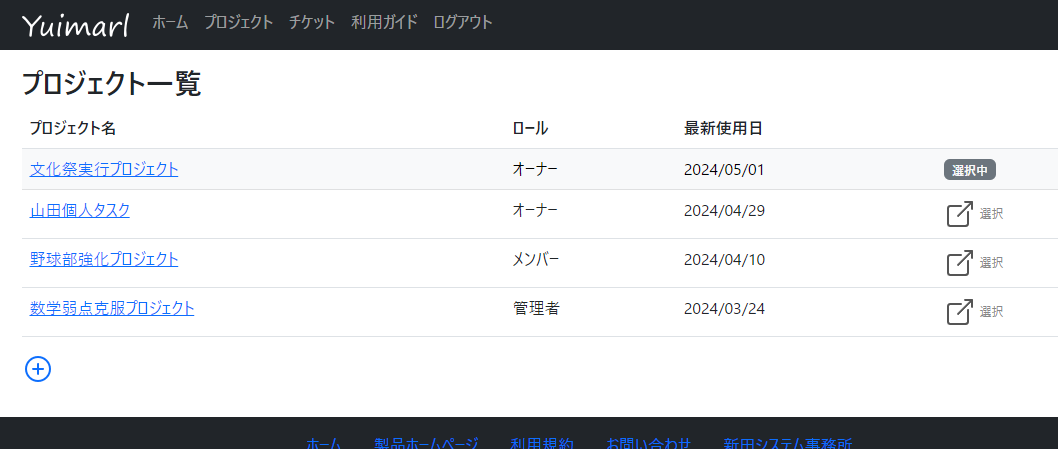 Yuimarl ホーム プロジェクト チケット 利用ガイド ログアウト
プロジェクト一覧
プロジェクト名 ロール 最新使用日
文化祭実行プロジェクト オーナー 2024/05/01 選択中
山田個人タスク オーナー 2024/04/29 選択
野球部強化プロジェクト メンバー 2024/04/10 選択
数学弱点克服プロジェクト 管理者 2024/03/24 選択
ホーム 製品ホームページ 利用規約 お問い合わせ 新田システム事務所